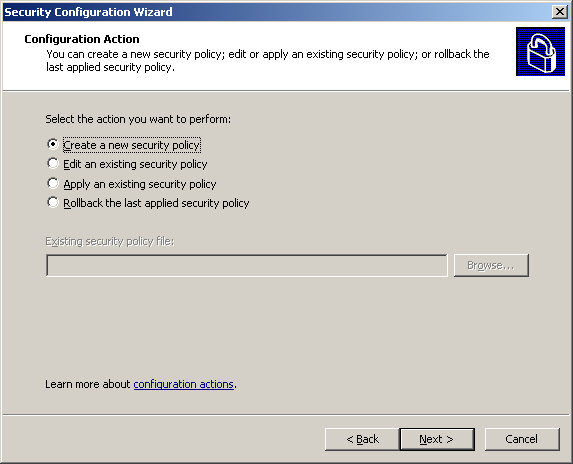 Security Configuration Wizard
Configuration Action
You can create a new security policy; edit or apply an existing security policy; or rollback the
last applied security policy.
Select the action you want to perform:
Create a new security policy
Edit an existing security policy
Apply an existing security policy
Rollback the last applied security policy
Existing security policy file:
Browse...
Learn more about configuration actions.
< Back
Next >
Cancel